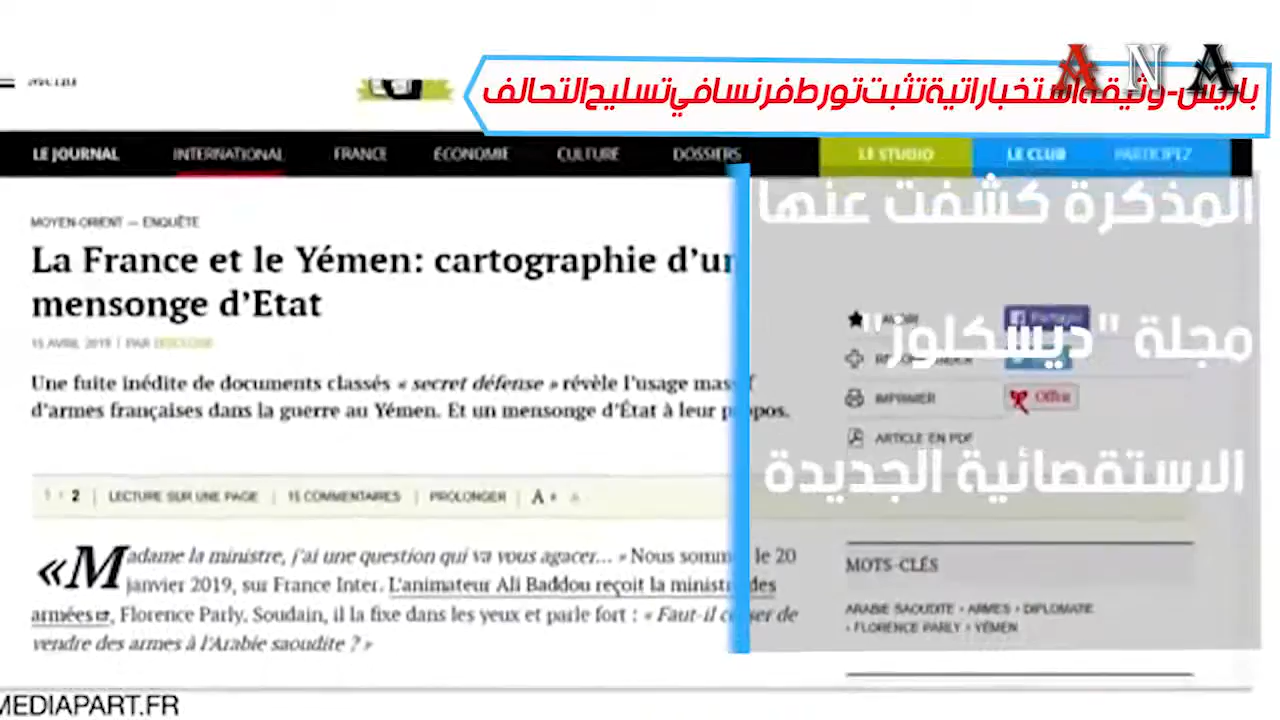 ANA
باريس-وثيقة استخباراتية تثبت تورط فرنسا في تسليح التحالف
LE JOURNAL INTERNATIONAL FRANCE ÉCONOMIE CULTURE DOSSIERS LE STUDIO LE CLUB PARTICIPEZ
المذكرة كشفت عنها
مجلة "ديسكلوز"
الاستقصائية الجديدة
MOYEN-ORIENT — ENQUÊTE
La France et le Yémen: cartographie d’un
mensonge d’Etat
15 AVRIL 2019 | PAR DISCLOSE
Une fuite inédite de documents classés « secret défense » révèle l’usage massif
d’armes françaises dans la guerre au Yémen. Et un mensonge d’État à leur propos.
2 | LECTURE SUR UNE PAGE | 15 COMMENTAIRES | PROLONGER | A +
«Madame la ministre, j’ai une question qui va vous agacer… » Nous sommes le 20
janvier 2019, sur France Inter. L’animateur Ali Baddou reçoit la ministre des
armées, Florence Parly. Soudain, il la fixe dans les yeux et parle fort : « Faut-il cesser de
vendre des armes à l’Arabie saoudite ? »
Partager
IMPRIMER
Offrir
ARTICLE EN PDF
MOTS-CLÉS
ARABIE SAOUDITE › ARMES › DIPLOMATIE
› FLORENCE PARLY › YÉMEN
MEDIAPART.FR